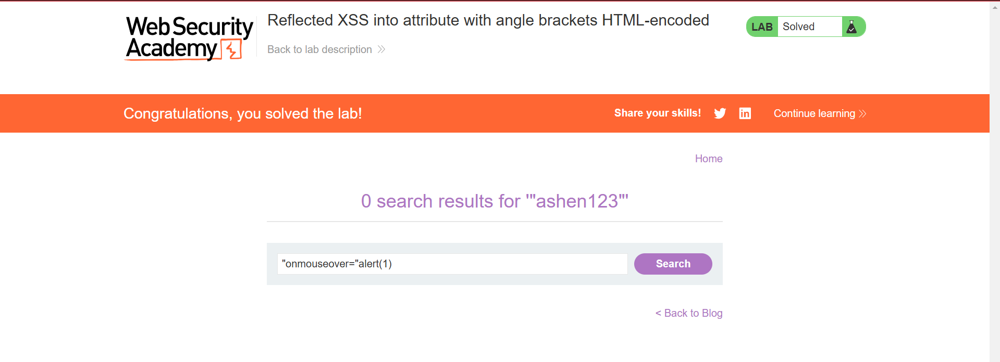 Web Security
Academy
Reflected XSS into attribute with angle brackets HTML-encoded
Back to lab description
LAB Solved
Congratulations, you solved the lab!
Share your skills!
in
Continue learning
Home
0 search results for '"ashen123"'
"onmouseover="alert(1)
Search
< Back to Blog